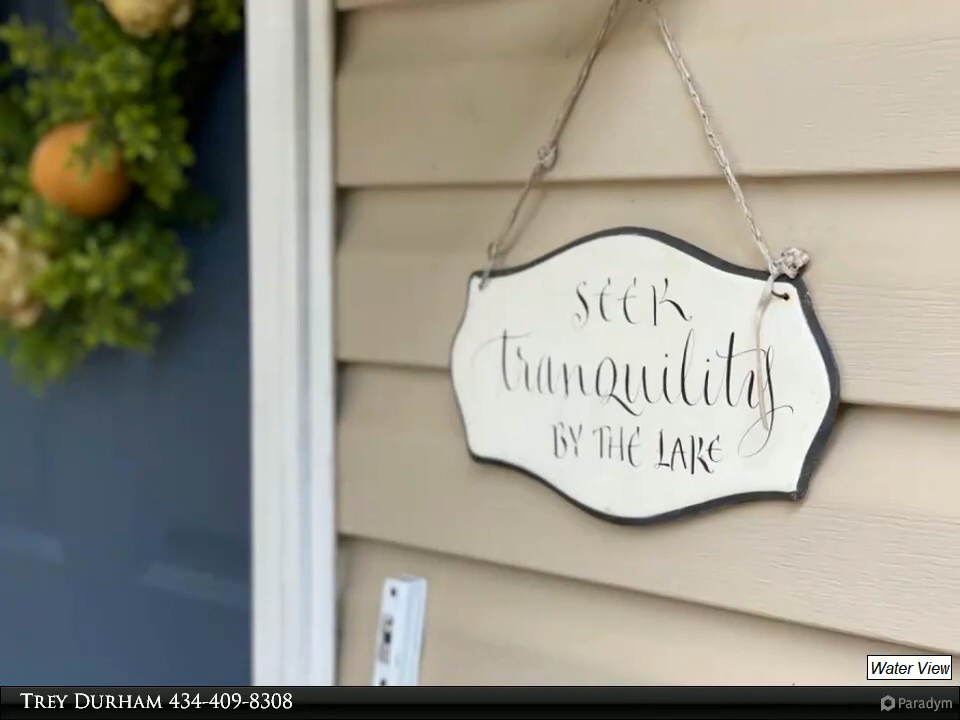 SEEK
tranquility
BY THE LAKE
Water View
TREY DURHAM 434-409-8308
Paradym